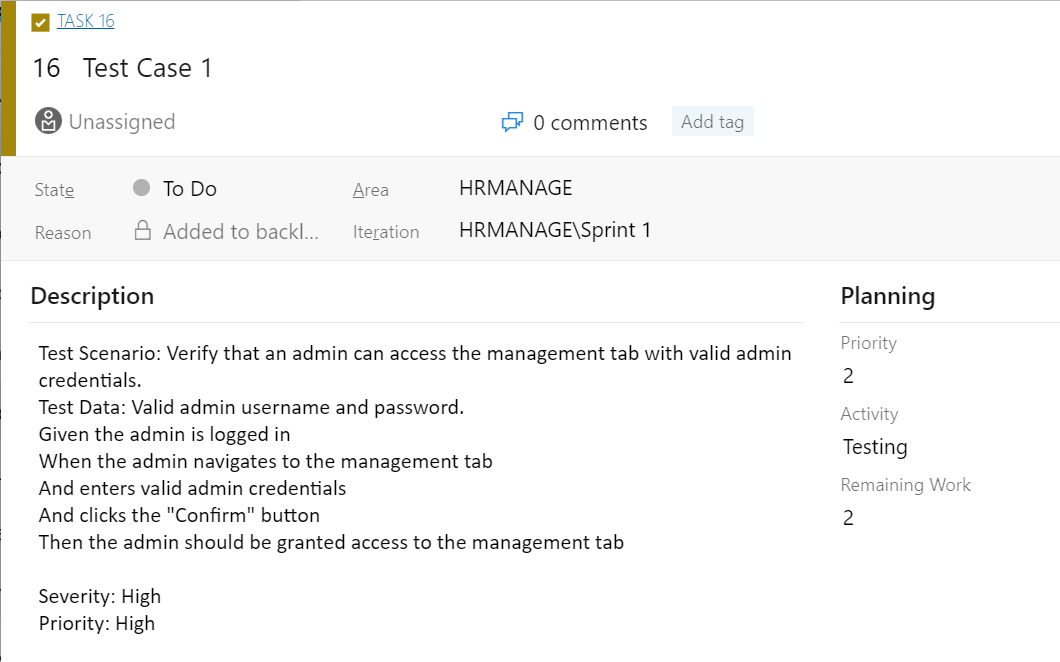 TASK 16
16 Test Case 1
Unassigned
0 comments
Add tag
State
To Do
Area
HRMANAGE
Reason
Added to backl...
Iteration
HRMANAGE\Sprint 1
Description
Test Scenario: Verify that an admin can access the management tab with valid admin
credentials.
Test Data: Valid admin username and password.
Given the admin is logged in
When the admin navigates to the management tab
And enters valid admin credentials
And clicks the "Confirm" button
Then the admin should be granted access to the management tab
Severity: High
Priority: High
Planning
Priority
2
Activity
Testing
Remaining Work
2